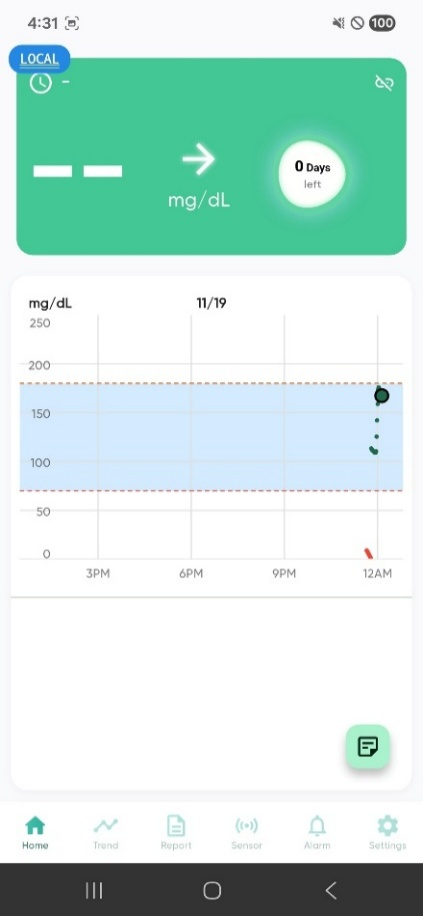 4:31
100
LOCAL
-
-- --
0 Days
left
mg/dL
mg/dL 11/19
250
200
150
100
50
0
3PM 6PM 9PM 12AM
Home Trend Report Sensor Alarm Settings